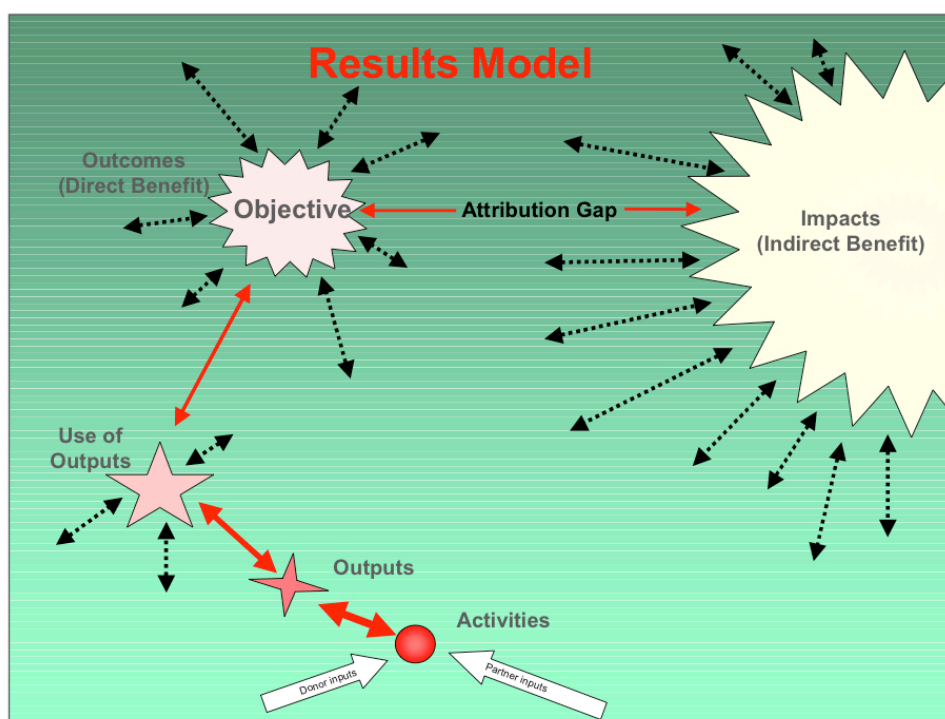 Results Model
Outcomes
(Direct Benefit)
Objective
Attribution Gap
Impacts
(Indirect Benefit)
Use of
Outputs
Outputs
Activities
Donor inputs
Partner inputs